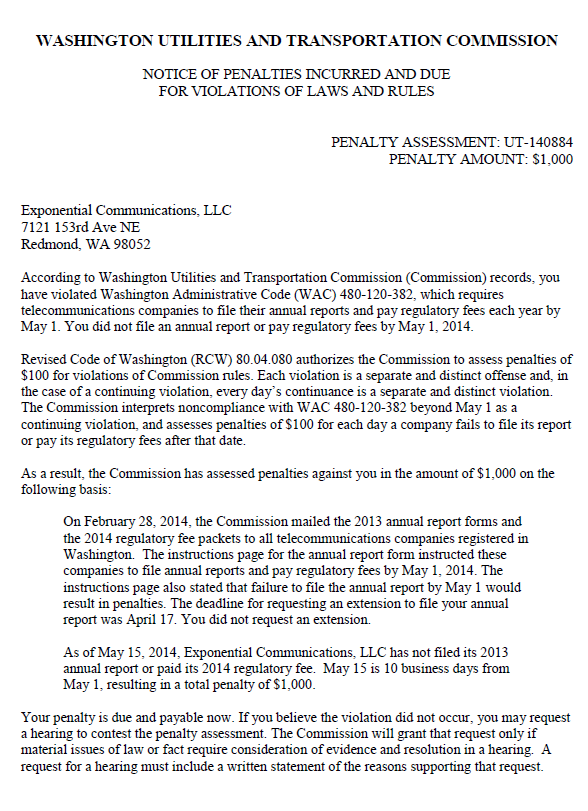 WASHINGTON UTILITIES AND TRANSPORTATION COMMISSION
NOTICE OF PENALTIES INCURRED AND DUE
FOR VIOLATIONS OF LAWS AND RULES
PENALTY ASSESSMENT: UT-140884
PENALTY AMOUNT: $1,000
Exponential Communications, LLC
7121 153rd Ave NE
Redmond, WA 98052
According to Washington Utilities and Transportation Commission (Commission) records, you
have violated Washington Administrative Code (WAC) 480-120-382, which requires
telecommunications companies to file their annual reports and pay regulatory fees each year by
May 1. You did not file an annual report or pay regulatory fees by May 1, 2014.
Revised Code of Washington (RCW) 80.04.080 authorizes the Commission to assess penalties of
$100 for violations of Commission rules. Each violation is a separate and distinct offense and, in
the case of a continuing violation, every day's continuance is a separate and distinct violation.
The Commission interprets noncompliance with WAC 480-120-382 beyond May 1 as a
continuing violation, and assesses penalties of $100 for each day a company fails to file its report
or pay its regulatory fees after that date.
As a result, the Commission has assessed penalties against you in the amount of $1,000 on the
following basis:
On February 28, 2014, the Commission mailed the 2013 annual report forms and
the 2014 regulatory fee packets to all telecommunications companies registered in
Washington. The instructions page for the annual report form instructed these
companies to file annual reports and pay regulatory fees by May 1, 2014. The
instructions page also stated that failure to file the annual report by May 1 would
result in penalties. The deadline for requesting an extension to file your annual
report was April 17. You did not request an extension.
As of May 15, 2014, Exponential Communications, LLC has not filed its 2013
annual report or paid its 2014 regulatory fee. May 15 is 10 business days from
May 1, resulting in a total penalty of $1,000.
Your penalty is due and payable now. If you believe the violation did not occur, you may request
a hearing to contest the penalty assessment. The Commission will grant that request only if
material issues of law or fact require consideration of evidence and resolution in a hearing. A
request for a hearing must include a written statement of the reasons supporting that request.